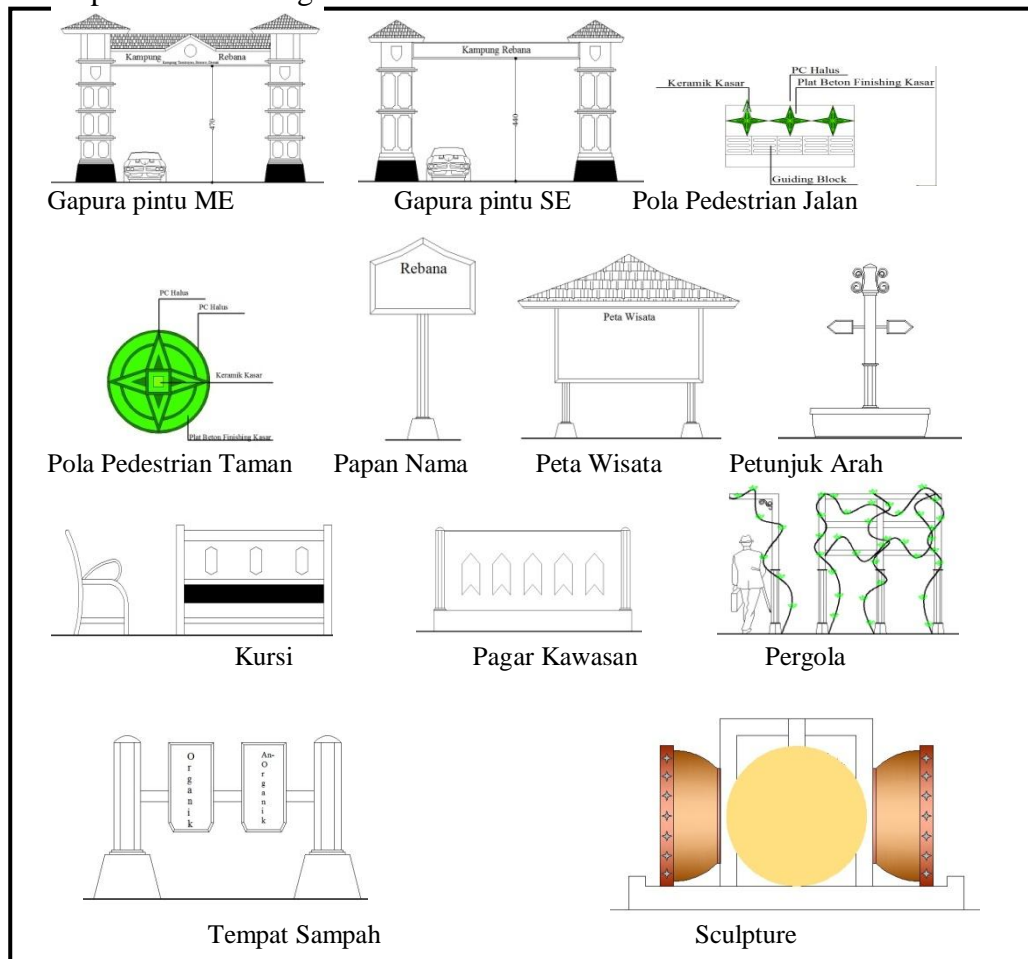 Kampung Rebana
470
Kampung Rebana
440
PC Halus
Keramik Kasar
Plat Beton Finishing Kasar
Guiding Block
Gapura pintu ME
Gapura pintu SE
Pola Pedestrian Jalan
PC Halus
PC Halus
Keramik Kasar
Plat Beton Finishing Kasar
Rebana
Peta Wisata
Pola Pedestrian Taman
Papan Nama
Peta Wisata
Petunjuk Arah
Kursi
Pagar Kawasan
Pergola
Organik
An-Organik
Tempat Sampah
Sculpture